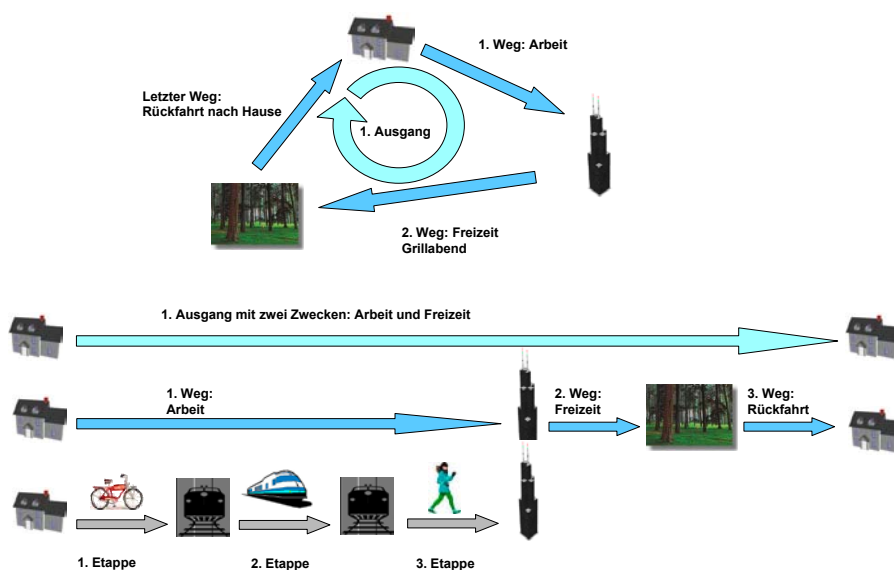 1. Weg: Arbeit
Letzter Weg:
Rückfahrt nach Hause
1. Ausgang
2. Weg: Freizeit
Grillabend
1. Ausgang mit zwei Zwecken: Arbeit und Freizeit
1. Weg:
Arbeit
2. Weg:
Freizeit
3. Weg:
Rückfahrt
1. Etappe
2. Etappe
3. Etappe